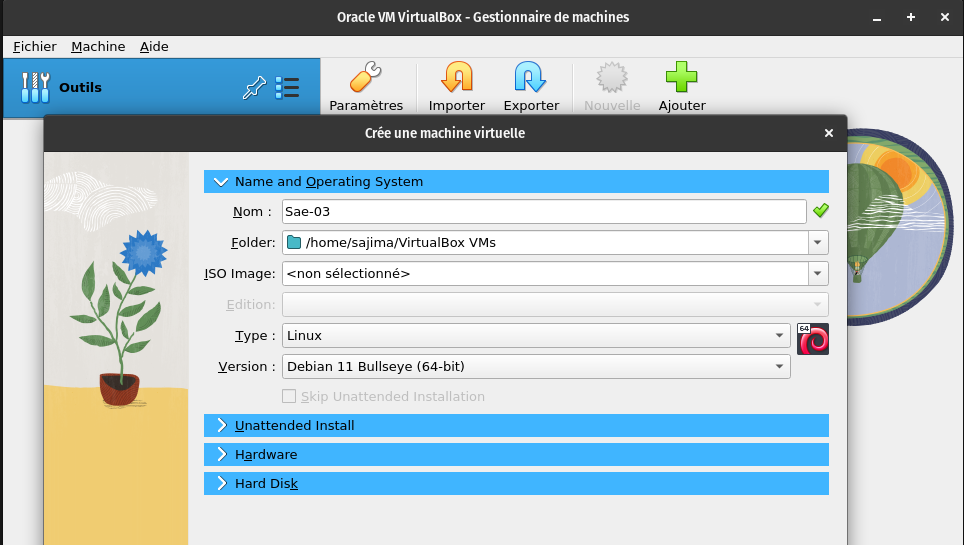 Oracle VM VirtualBox - Gestionnaire de machines
Fichier Machine Aide
Outils
Paramètres Importer Exporter Nouvelle Ajouter
Crée une machine virtuelle
Name and Operating System
Nom : Sae-03
Folder: /home/sajima/VirtualBox VMs
ISO Image: <non sélectionné>
Edition:
Type : Linux
64
Version : Debian 11 Bullseye (64-bit)
Skip Unattended Installation
Unattended Install
Hardware
Hard Disk